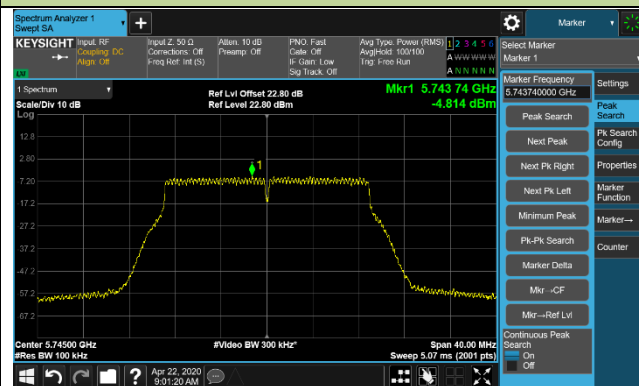 Spectrum Analyzer 1
Swept SA
+
Marker
KEYSIGHT
Input: RF
Coupling: DC
Align: Off
Input Z: 50 Ω
Corrections: Off
Freq Ref: Int (S)
Atten: 10 dB
Preamp: Off
PNO: Fast
Gate: Off
IF Gain: Low
Sig Track: Off
Avg Type: Power (RMS)
Avg|Hold: 100/100
Trig: Free Run
1 2 3 4 5 6
A W W W W W
A N N N N N
Select Marker
Marker 1
LXI
1 Spectrum
Scale/Div 10 dB
Ref Lvl Offset 22.80 dB
Ref Level 22.80 dBm
Mkr1 5.743 74 GHz
-4.814 dBm
Log
12.8
2.80
-7.20
-17.2
-27.2
-37.2
-47.2
-57.2
-67.2
1
Center 5.74500 GHz
#Res BW 100 kHz
#Video BW 300 kHz*
Span 40.00 MHz
Sweep 5.07 ms (2001 pts)
Marker Frequency
5.743740000 GHz
Peak Search
Next Peak
Next Pk Right
Next Pk Left
Minimum Peak
Pk-Pk Search
Marker Delta
Mkr→CF
Mkr→Ref Lvl
Continuous Peak
Search
On
Off
Settings
Peak
Search
Pk Search
Config
Properties
Marker
Function
Marker→
Counter
?
Apr 22, 2020
9:01:20 AM